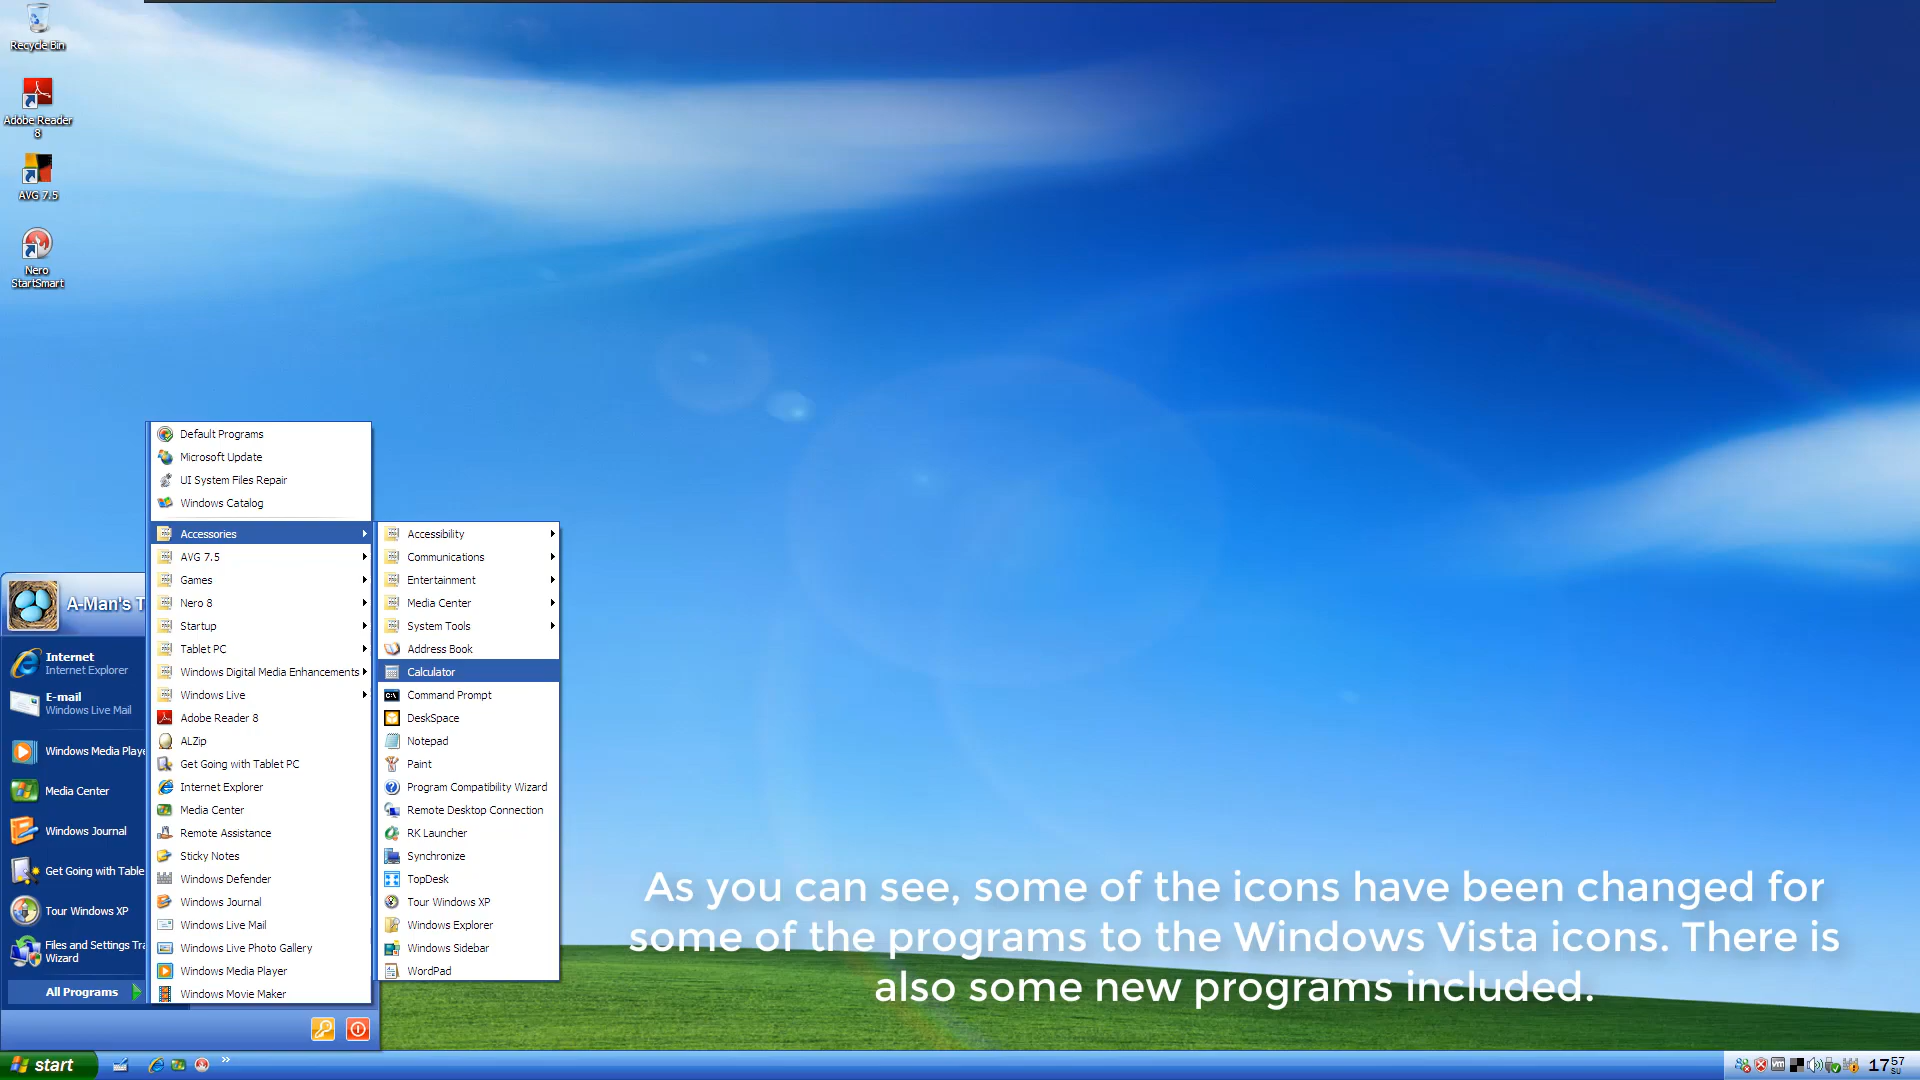 Recycle Bin
Adobe Reader
8
AVG 7.5
Nero
StartSmart
Default Programs
Microsoft Update
UI System Files Repair
Windows Catalog
Accessories
AVG 7.5
Games
Nero 8
Startup
Tablet PC
Windows Digital Media Enhancements
Windows Live
Adobe Reader 8
ALZip
Get Going with Tablet PC
Internet Explorer
Media Center
Remote Assistance
Sticky Notes
Windows Defender
Windows Journal
Windows Live Mail
Windows Live Photo Gallery
Windows Media Player
Windows Movie Maker
Accessibility
Communications
Entertainment
Media Center
System Tools
Address Book
Calculator
Command Prompt
DeskSpace
Notepad
Paint
Program Compatibility Wizard
Remote Desktop Connection
RK Launcher
Synchronize
TopDesk
Tour Windows XP
Windows Explorer
Windows Sidebar
WordPad
A-Man's T
Internet
Internet Explorer
E-mail
Windows Live Mail
Windows Media Playe
Media Center
Windows Journal
Get Going with Table
Tour Windows XP
Files and Settings Tra
Wizard
All Programs
As you can see, some of the icons have been changed for
some of the programs to the Windows Vista icons. There is
also some new programs included.
start
17 57
SU